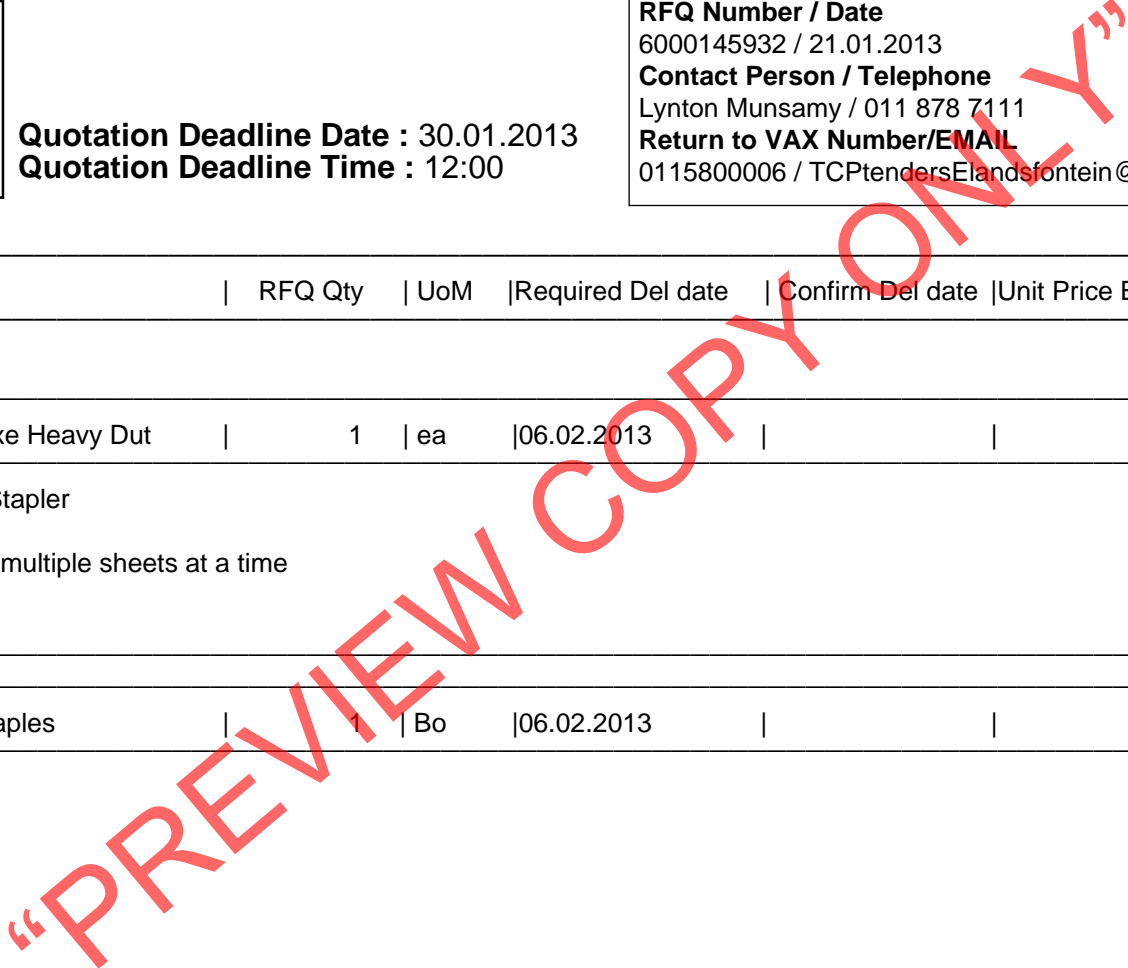 RFQ Number / Date
6000145932 / 21.01.2013
Contact Person / Telephone
Lynton Munsamy / 011 878 7111
Return to VAX Number/EMAIL
0115800006 / TCPtendersElandsfontein@
Quotation Deadline Date : 30.01.2013
Quotation Deadline Time : 12:00
| RFQ Qty | UoM |Required Del date | Confirm Del date |Unit Price E
xe Heavy Dut | 1 | ea |06.02.2013 | |
Stapler
multiple sheets at a time
aples | 1 | Bo |06.02.2013 | |
“PREVIEW COPY ONLY”